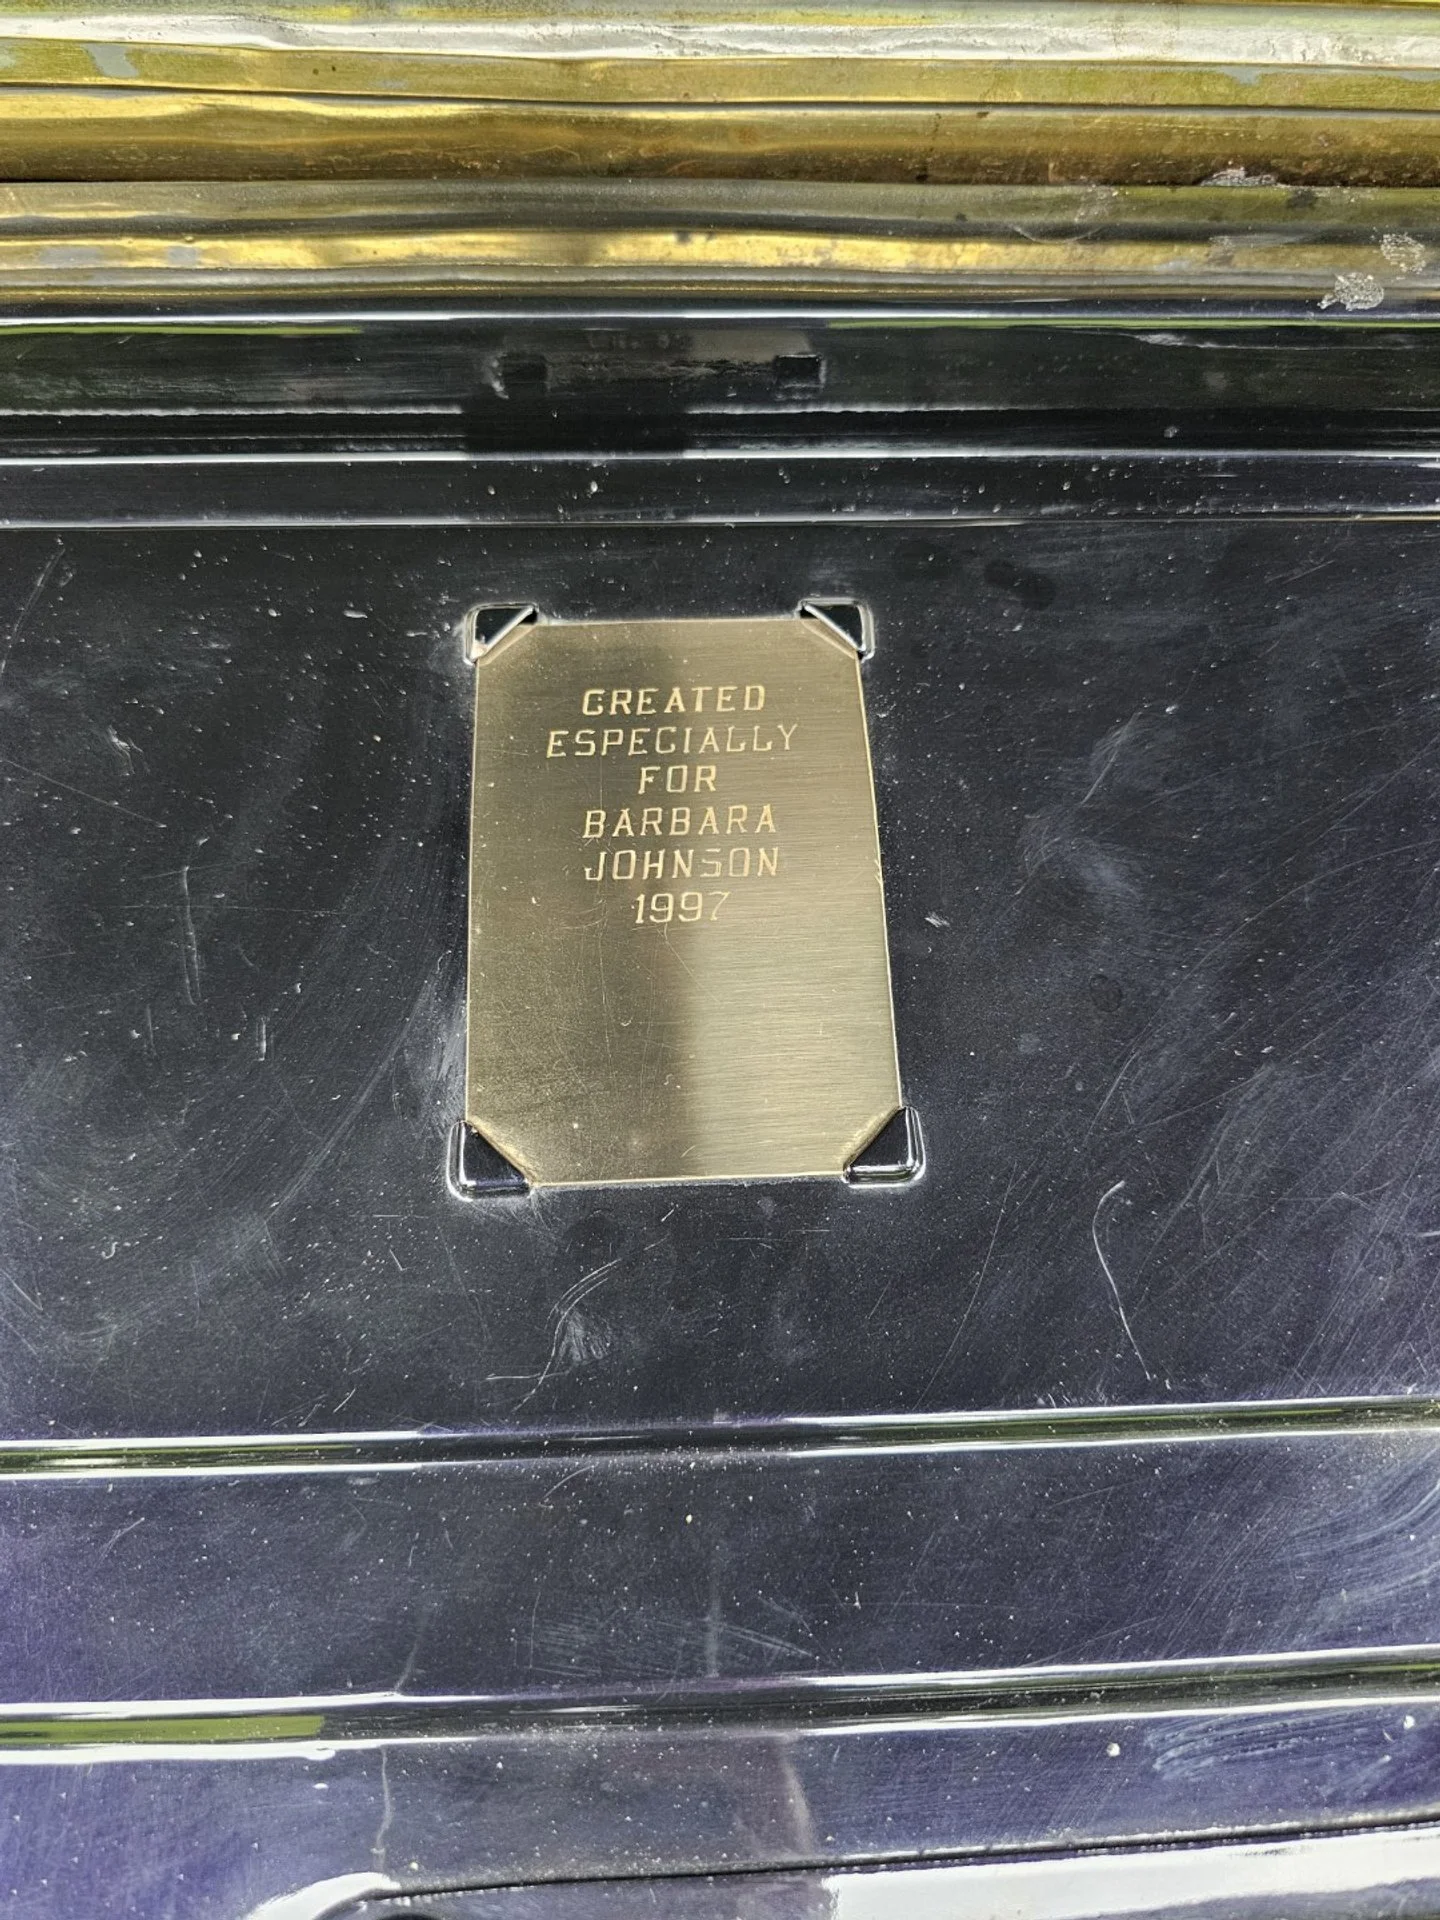 CREATED
ESPECIALLY
FOR
BARBARA
JOHNSON
1997